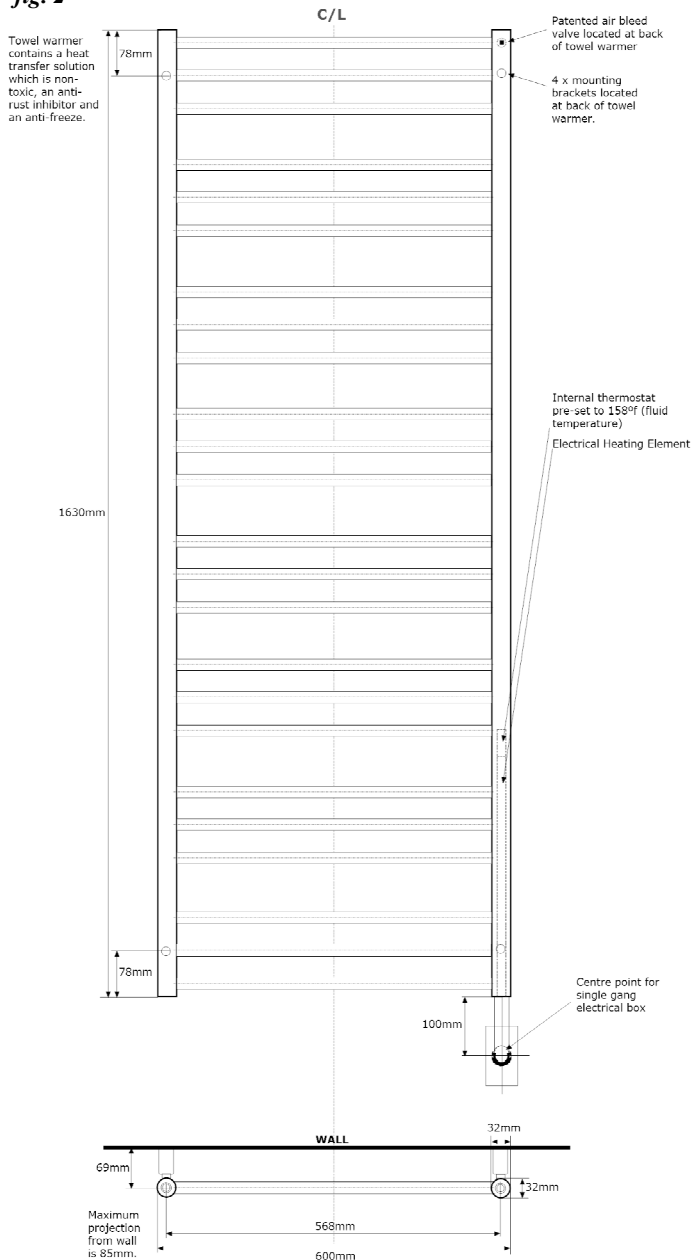 fig. 2
C/L
Towel warmer
contains a heat
transfer solution
which is non-
toxic, an anti-
rust inhibitor and
an anti-freeze.
78mm
Patented air bleed
valve located at back
of towel warmer
4 x mounting
brackets located
at back of towel
warmer.
Internal thermostat
pre-set to 158ºf (fluid
temperature)
Electrical Heating Element
1630mm
78mm
100mm
Centre point for
single gang
electrical box
WALL
32mm
69mm
32mm
Maximum
projection
from wall
is 85mm.
568mm
600mm